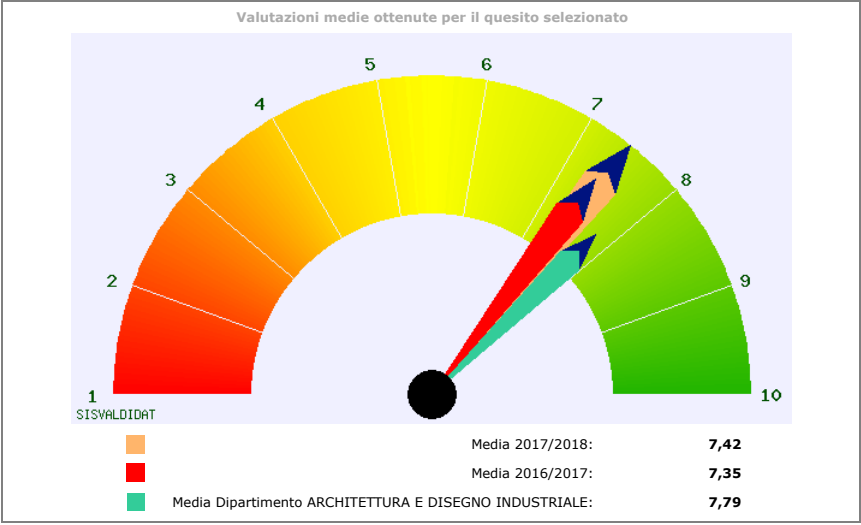 Valutazioni medie ottenute per il quesito selezionato
5
6
4
7
3
8
2
9
1
10
SISVALDIDAT
Media 2017/2018: 7,42
Media 2016/2017: 7,35
Media Dipartimento ARCHITETTURA E DISEGNO INDUSTRIALE: 7,79